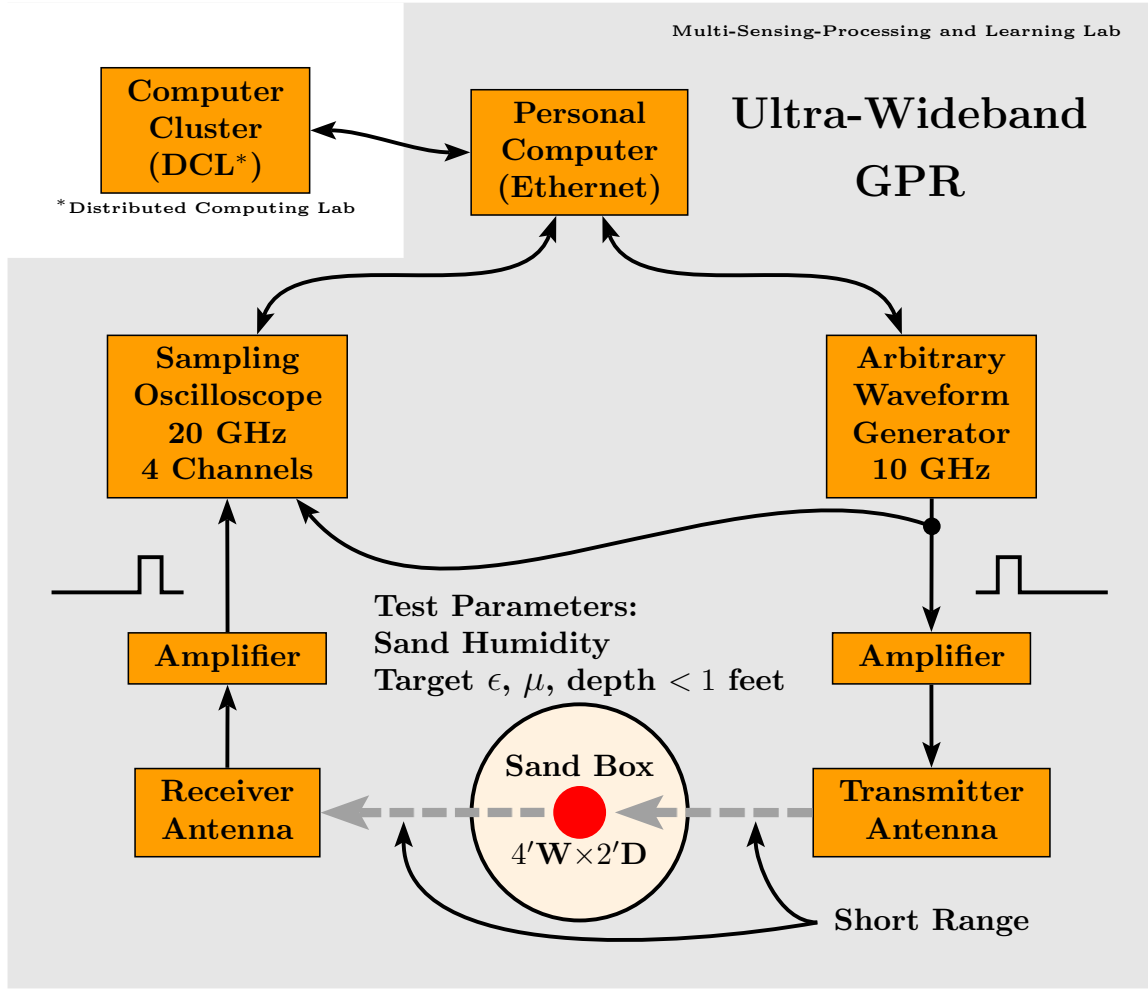 Multi-Sensing-Processing and Learning Lab
Ultra-Wideband
GPR
Computer
Cluster
(DCL*)
*Distributed Computing Lab
Personal
Computer
(Ethernet)
Sampling
Oscilloscope
20 GHz
4 Channels
Arbitrary
Waveform
Generator
10 GHz
Test Parameters:
Sand Humidity
Target ϵ, μ, depth < 1 feet
Amplifier
Amplifier
Receiver
Antenna
Sand Box
4′W×2′D
Transmitter
Antenna
Short Range